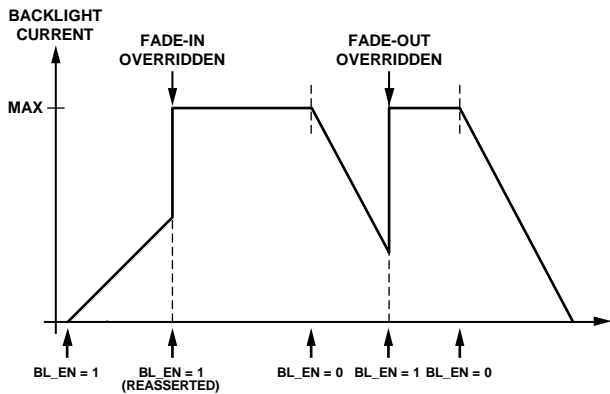 BACKLIGHT
CURRENT
FADE-IN
OVERRIDDEN
FADE-OUT
OVERRIDDEN
MAX
BL_EN = 1
BL_EN = 1
(REASSERTED)
BL_EN = 0
BL_EN = 1
BL_EN = 0